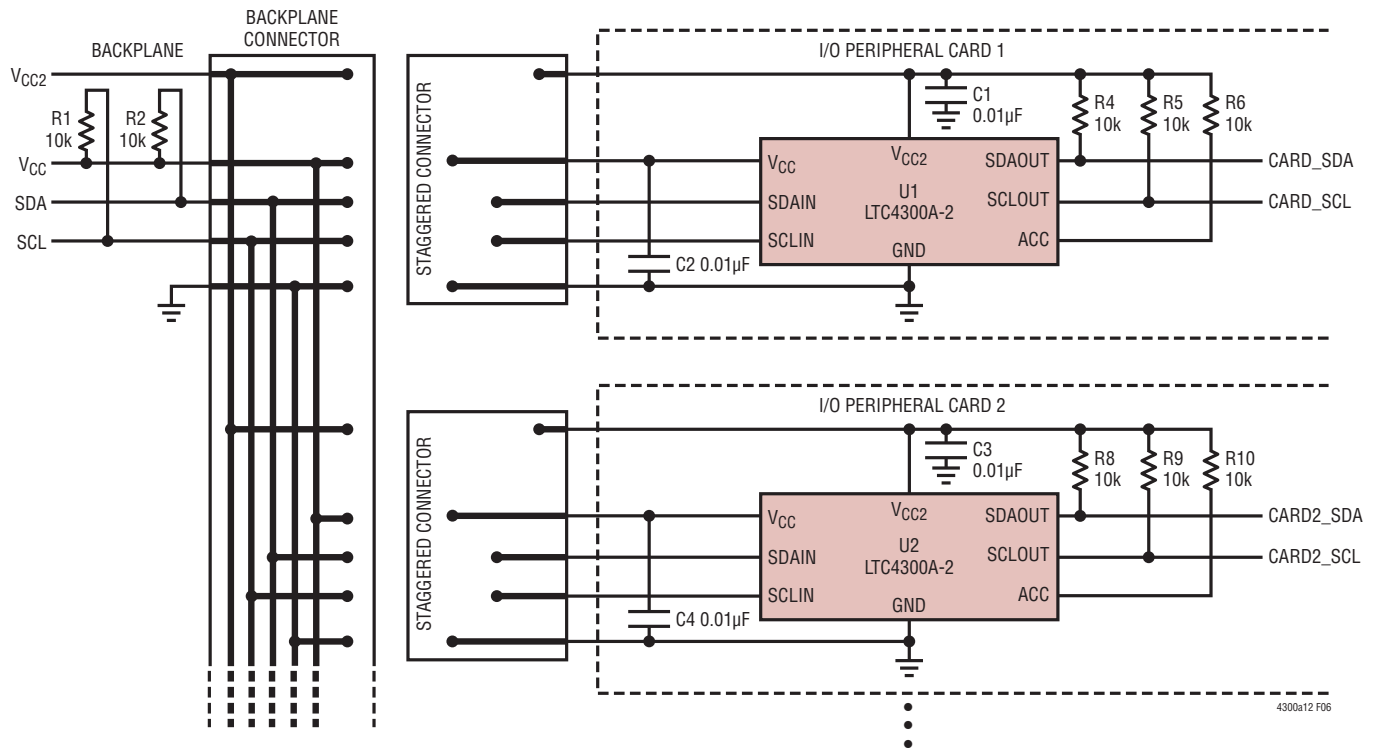 BACKPLANE
CONNECTOR
BACKPLANE
VCC2
R1
10k
R2
10k
VCC
SDA
SCL
STAGGERED CONNECTOR
I/O PERIPHERAL CARD 1
C1
0.01µF
R4
10k
R5
10k
R6
10k
VCC
VCC2
SDAOUT
CARD_SDA
SDAIN
U1
LTC4300A-2
SCLOUT
CARD_SCL
SCLIN
GND
ACC
C2 0.01µF
STAGGERED CONNECTOR
I/O PERIPHERAL CARD 2
C3
0.01µF
R8
10k
R9
10k
R10
10k
VCC
VCC2
SDAOUT
CARD2_SDA
SDAIN
U2
LTC4300A-2
SCLOUT
CARD2_SCL
SCLIN
GND
ACC
C4 0.01µF
4300a12 F06